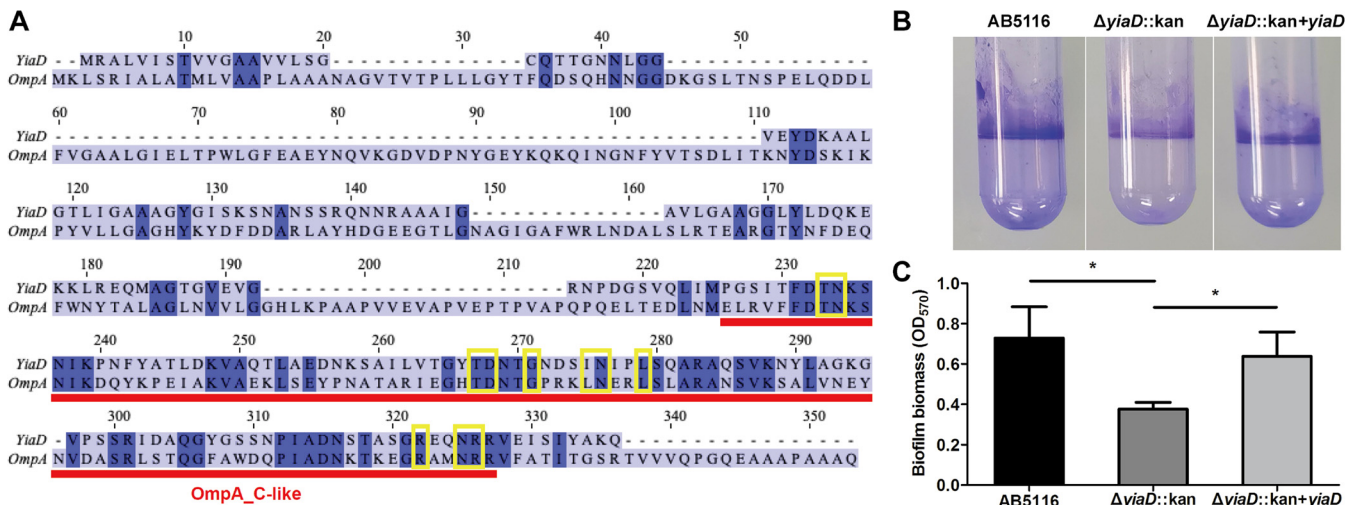 A
10 20 30 40 50
YiaD - - MRALVISTVVGAAVVLSG - - - - - - - - - - - - - - CQTTGNNLGG - - - - - - - - - - - - - - -
OmpA MKLSRIALATMLVAAPLAAANAGVTVTPLLLGYTFQDSQHNNGGDKGSLTNSPELQDDL
60 70 80 90 100 110
YiaD - - - - - - - - - - - - - - - - - - - - - - - - - - - - - - - - - - - - - - - - - - - - - - - - - - - VEYDKAAL
OmpA FVGAALGIELTPWLGFEAEYNQVKGDVDPNYGEYKQKQINGNFYVTSDLITKNYDSKIK
120 130 140 150 160 170
YiaD GTLIGAAAGYGISKSNANSSRQNNRAAAIG - - - - - - - - - - - - - - AVLGAAGGLYLDQKE
OmpA PYVLLGAGHYKYDFDDARLAYHDGEEGTLGNAGIGAFWRLNDALSLRTEARGTYNFDEQ
180 190 200 210 220 230
YiaD KKLREQMAGTGVEVG - - - - - - - - - - - - - - - - - - - - - - RNPDGSVQLIMPGSITFDTNKS
OmpA FWNYTALAGLNVVLGGHLKPAAPVVEVAPVEPTPVAPQPQELTEDLNMELRVFFDTNKS
240 250 260 270 280 290
YiaD NIKPNFYATLDKVAQTLAEDNKSAILVTGYTDNTGNDSINIPLSQARAQSVKNYLAGKG
OmpA NIKDQYKPEIAKVAEKLSEYPNATARIEGHTDNTGPRKLNERLSLARANSVKSALVNEY
300 310 320 330 340 350
YiaD - VPSSRIDAQGYGSSNPIADNSTASGREQNRRVEISIYAKQ - - - - - - - - - - - - - - - - -
OmpA NVDASRLSTQGFAWDQPIADNKTKEGRAMNRRVFATITGSRTVVVQPGQEAAAPAAAQ
OmpA_C-like
B
AB5116 ΔyiaD::kan ΔyiaD::kan+yiaD
C
Biofilm biomass (OD570)
1.0
0.8
0.6
0.4
0.2
0.0
* *
AB5116 ΔyiaD::kan ΔyiaD::kan+yiaD